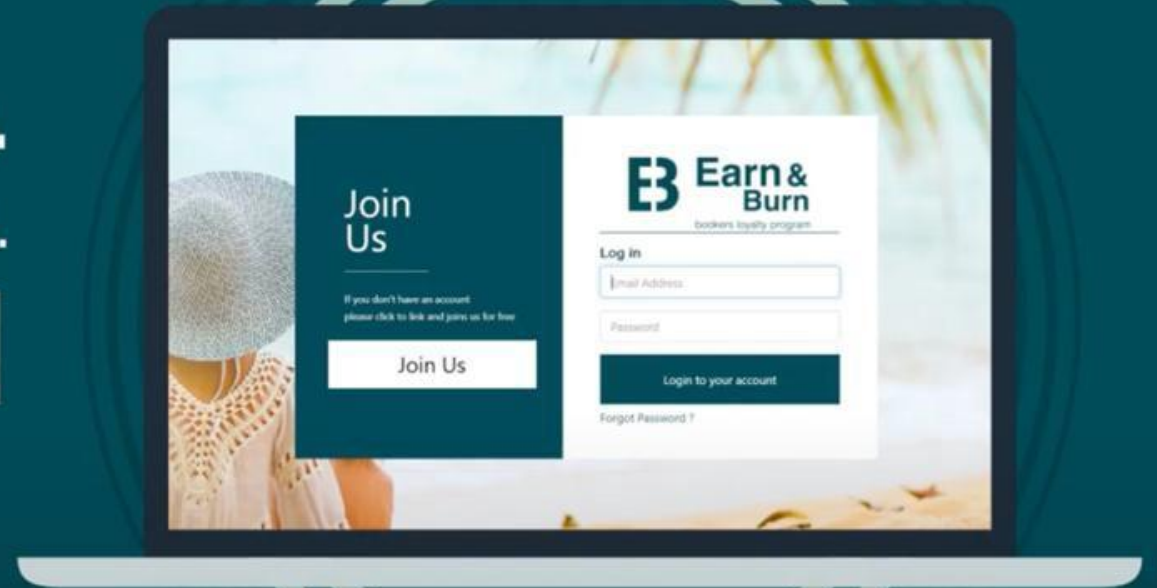 Join
Us
If you don't have an account
please click to link and joins us for free
Join Us
EB Earn &
Burn
bookers loyalty program
Log in
Email Address
Password
Login to your account
Forgot Password ?